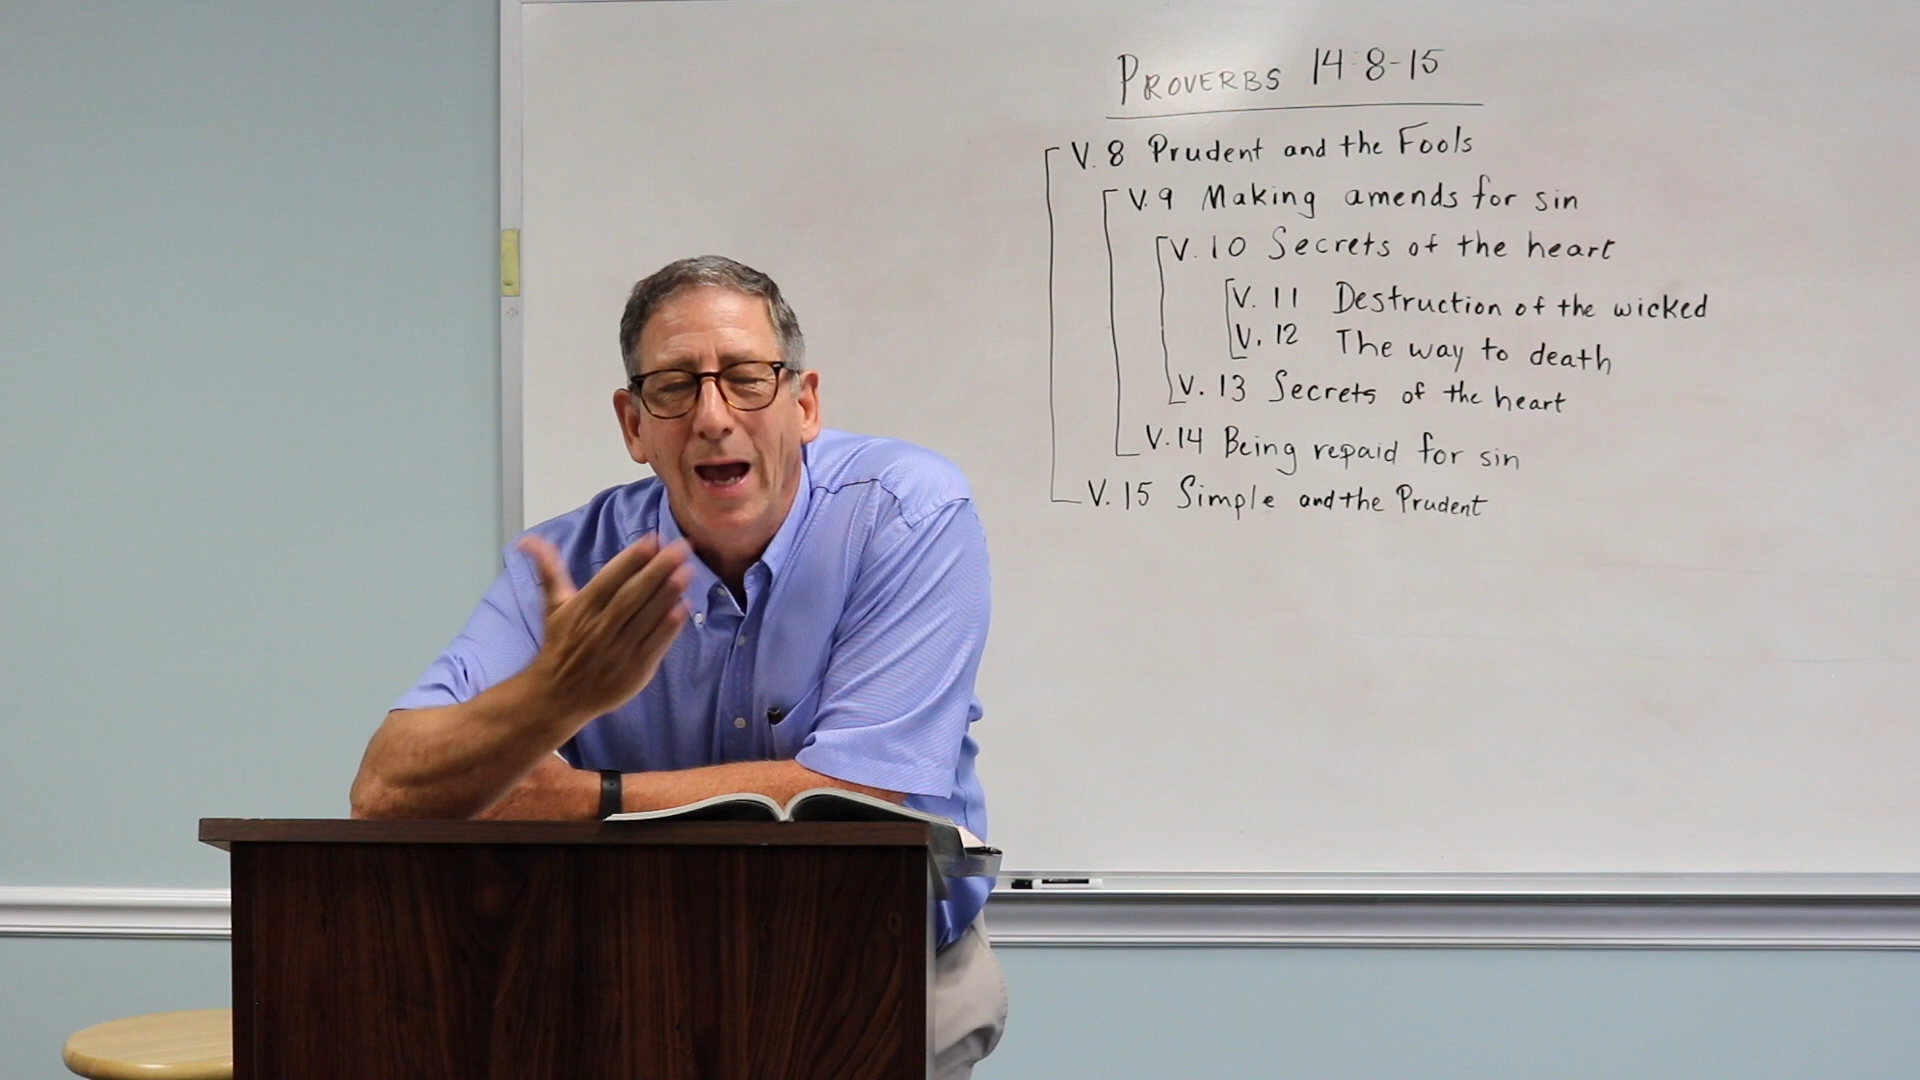 PROVERBS 14:8-15
V. 8 Prudent and the Fools
V. 9 Making amends for sin
V. 10 Secrets of the heart
V. 11 Destruction of the wicked
V. 12 The way to death
V. 13 Secrets of the heart
V. 14 Being repaid for sin
V. 15 Simple and the Prudent